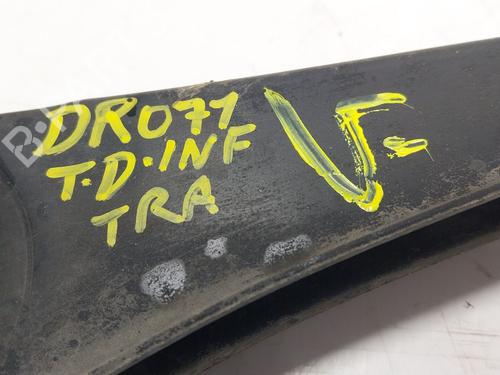 DR071
T.D.INF
TRA
V-